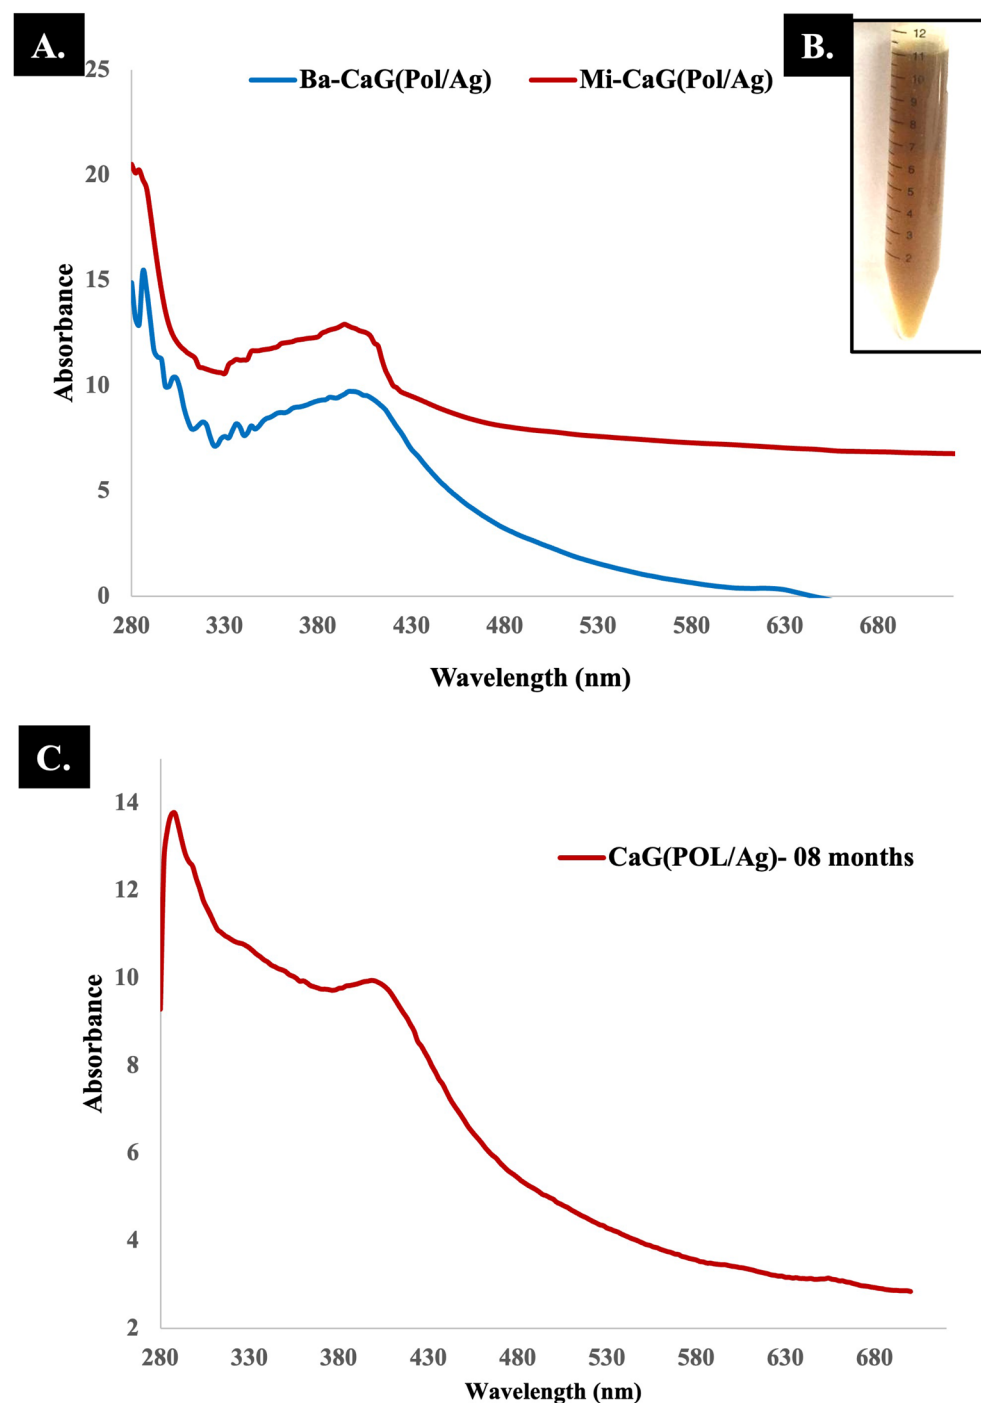 A.
B.
25
20
15
10
5
0
Absorbance
Ba-CaG(Pol/Ag)
Mi-CaG(Pol/Ag)
280 330 380 430 480 530 580 630 680
Wavelength (nm)
12
11
10
9
8
7
6
5
4
3
2
C.
14
12
10
8
6
4
2
Absorbance
CaG(POL/Ag)- 08 months
280 330 380 430 480 530 580 630 680
Wavelength (nm)